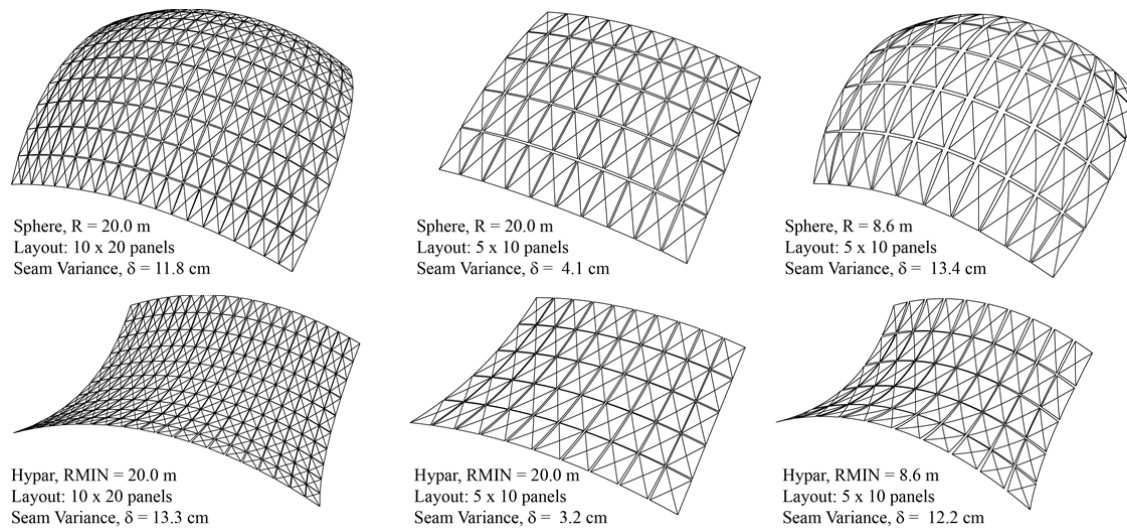 Sphere, R = 20.0 m
Layout: 10 x 20 panels
Seam Variance, δ = 11.8 cm
Sphere, R = 20.0 m
Layout: 5 x 10 panels
Seam Variance, δ = 4.1 cm
Sphere, R = 8.6 m
Layout: 5 x 10 panels
Seam Variance, δ = 13.4 cm
Hypar, RMIN = 20.0 m
Layout: 10 x 20 panels
Seam Variance, δ = 13.3 cm
Hypar, RMIN = 20.0 m
Layout: 5 x 10 panels
Seam Variance, δ = 3.2 cm
Hypar, RMIN = 8.6 m
Layout: 5 x 10 panels
Seam Variance, δ = 12.2 cm